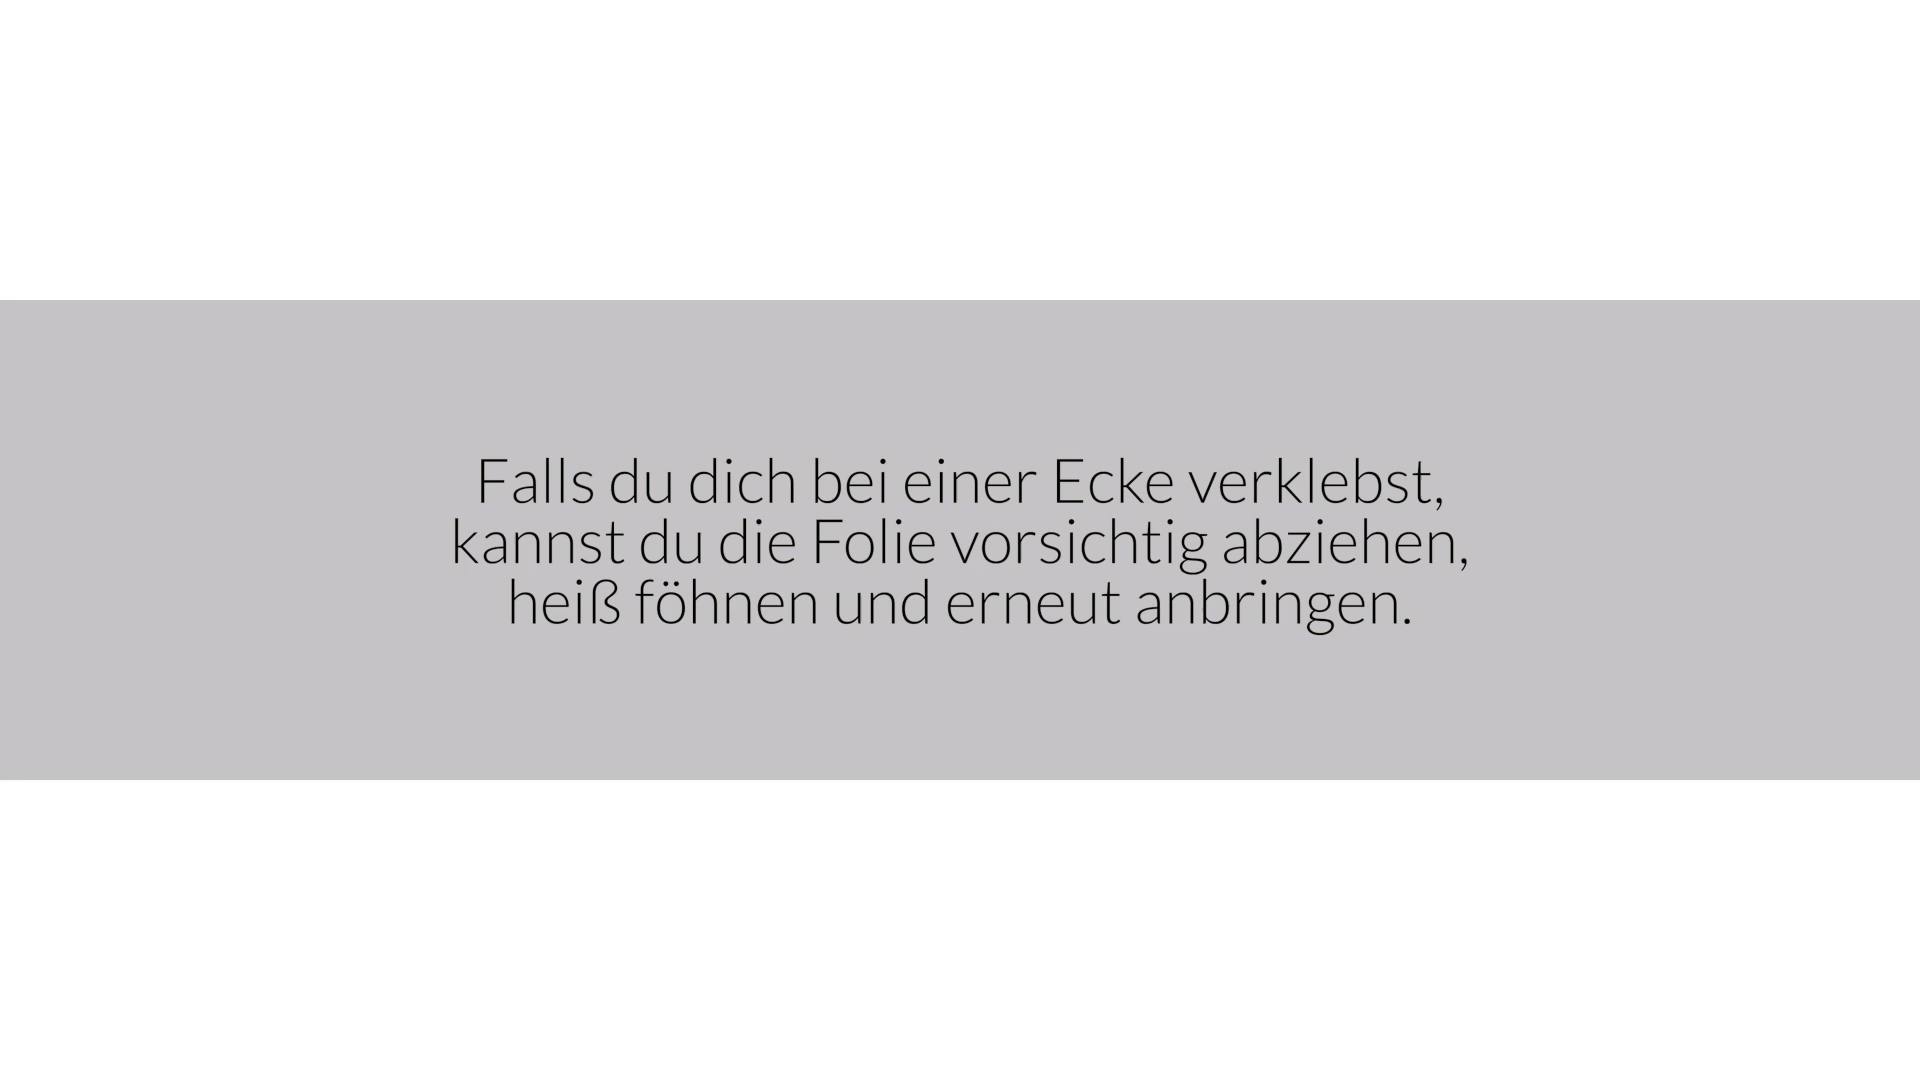 Falls du dich bei einer Ecke verklebst,
kannst du die Folie vorsichtig abziehen,
heiß föhnen und erneut anbringen.